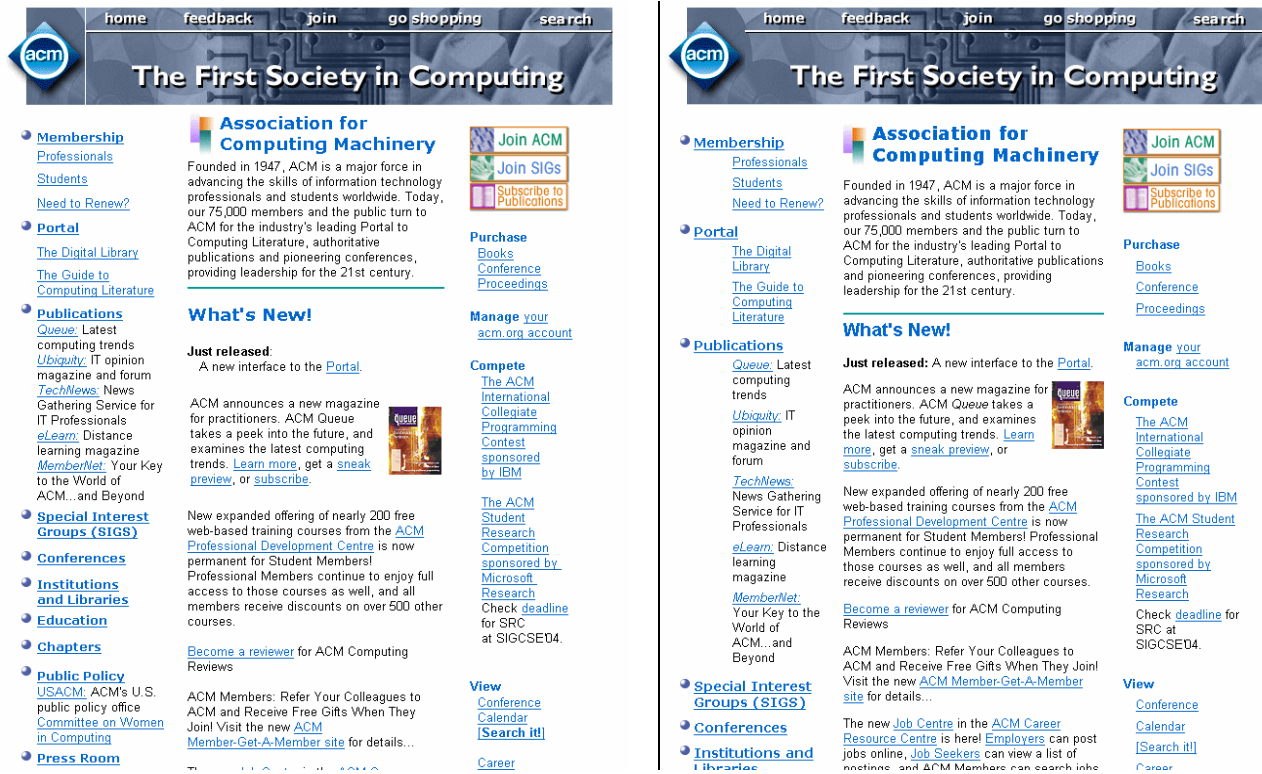 home feedback join go shopping search
acm
The First Society in Computing
Membership
Professionals
Students
Need to Renew?
Portal
The Digital Library
The Guide to
Computing Literature
Publications
Queue: Latest
computing trends
Ubiquity: IT opinion
magazine and forum
TechNews: News
Gathering Service for
IT Professionals
eLearn: Distance
learning magazine
MemberNet: Your Key
to the World of
ACM...and Beyond
Special Interest
Groups (SIGS)
Conferences
Institutions
and Libraries
Education
Chapters
Public Policy
USACM: ACM's U.S.
public policy office
Committee on Women
in Computing
Press Room
Association for
Computing Machinery
Founded in 1947, ACM is a major force in
advancing the skills of information technology
professionals and students worldwide. Today,
our 75,000 members and the public turn to
ACM for the industry's leading Portal to
Computing Literature, authoritative
publications and pioneering conferences,
providing leadership for the 21st century.
What's New!
Just released:
A new interface to the Portal.
ACM announces a new magazine
for practitioners. ACM Queue
takes a peek into the future, and
examines the latest computing
trends. Learn more, get a sneak
preview, or subscribe.
queue
New expanded offering of nearly 200 free
web-based training courses from the ACM
Professional Development Centre is now
permanent for Student Members!
Professional Members continue to enjoy full
access to those courses as well, and all
members receive discounts on over 500 other
courses.
Become a reviewer for ACM Computing
Reviews
ACM Members: Refer Your Colleagues to
ACM and Receive Free Gifts When They
Join! Visit the new ACM
Member-Get-A-Member site for details...
Join ACM
Join SIGs
Subscribe to
Publications
Purchase
Books
Conference
Proceedings
Manage your
acm.org account
Compete
The ACM
International
Collegiate
Programming
Contest
sponsored
by IBM
The ACM
Student
Research
Competition
sponsored by
Microsoft
Research
Check deadline
for SRC
at SIGCSE'04.
View
Conference
Calendar
[Search it!]
Career
home feedback join go shopping search
acm
The First Society in Computing
Membership
Professionals
Students
Need to Renew?
Portal
The Digital
Library
The Guide to
Computing
Literature
Publications
Queue: Latest
computing
trends
Ubiquity: IT
opinion
magazine and
forum
TechNews:
News Gathering
Service for IT
Professionals
eLearn: Distance
learning
magazine
MemberNet:
Your Key to the
World of
ACM...and
Beyond
Special Interest
Groups (SIGS)
Conferences
Institutions and
Libraries
Association for
Computing Machinery
Founded in 1947, ACM is a major force in
advancing the skills of information technology
professionals and students worldwide. Today,
our 75,000 members and the public turn to
ACM for the industry's leading Portal to
Computing Literature, authoritative publications
and pioneering conferences, providing
leadership for the 21st century.
What's New!
Just released: A new interface to the Portal.
ACM announces a new magazine for
practitioners. ACM Queue takes a
peek into the future, and examines
the latest computing trends. Learn
more, get a sneak preview, or
subscribe.
queue
New expanded offering of nearly 200 free
web-based training courses from the ACM
Professional Development Centre is now
permanent for Student Members! Professional
Members continue to enjoy full access to
those courses as well, and all members
receive discounts on over 500 other courses.
Become a reviewer for ACM Computing
Reviews
ACM Members: Refer Your Colleagues to
ACM and Receive Free Gifts When They Join!
Visit the new ACM Member-Get-A-Member
site for details...
The new Job Centre in the ACM Career
Resource Centre is here! Employers can post
jobs online, Job Seekers can view a list of
postings, and ACM Members can search jobs
Join ACM
Join SIGs
Subscribe to
Publications
Purchase
Books
Conference
Proceedings
Manage your
acm.org account
Compete
The ACM
International
Collegiate
Programming
Contest
sponsored by IBM
The ACM Student
Research
Competition
sponsored by
Microsoft
Research
Check deadline for
SRC at
SIGCSE'04.
View
Conference
Calendar
[Search it!]
Career